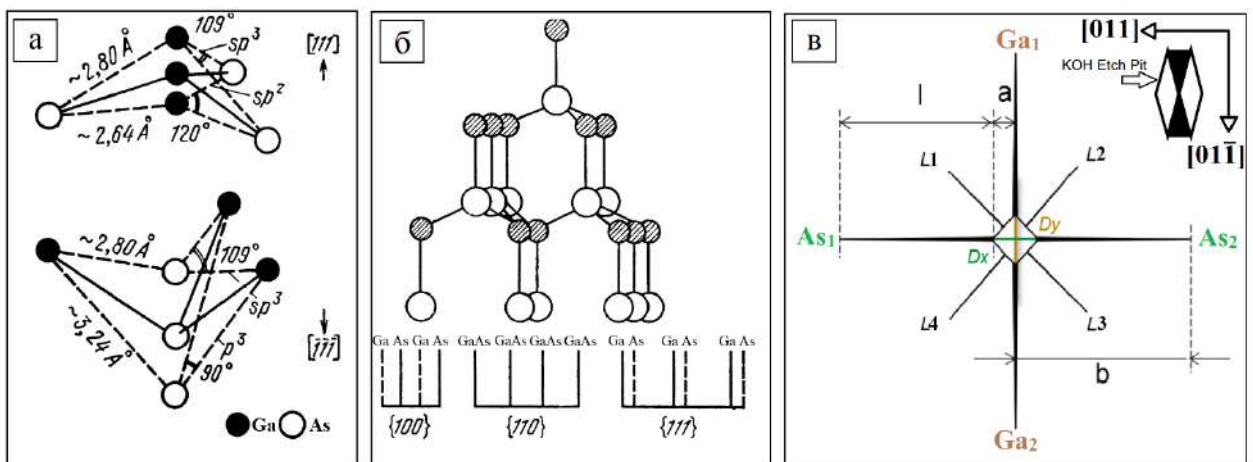 а
109°
sp³
~2,80 Å
sp²
~2,64 Å
120°
[111]
~2,80 Å
109°
sp³
~3,24 Å
p³
90°
[1̅1̅1̅]
Ga
As
б
Ga As Ga As
GaAs GaAs GaAs GaAs
Ga As
Ga As
Ga As
{100}
{110}
{111}
в
[011]
KOH Etch Pit
[011̅]
Ga₁
l
a
L1
L2
As₁
As₂
Dy
Dx
L4
L3
b
Ga₂